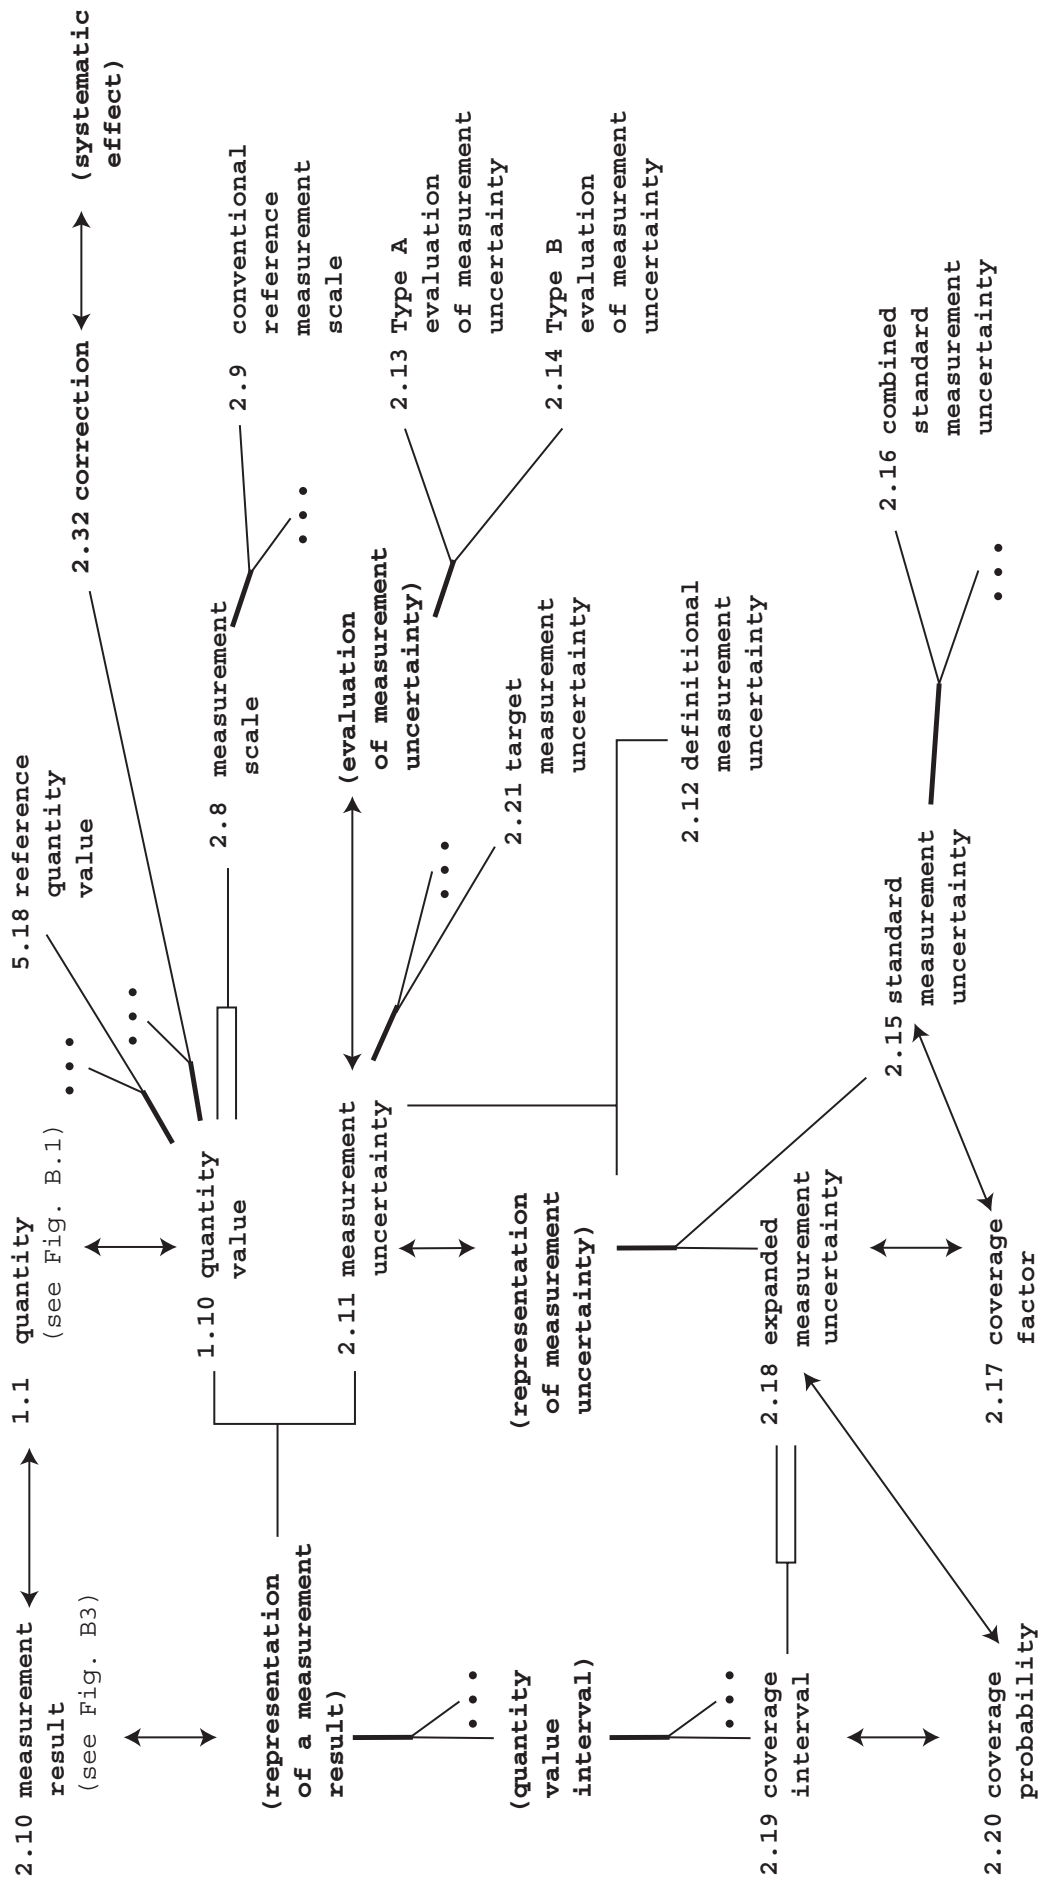 2.10 measurement
result
(see Fig. B3)
1.1 quantity
(see Fig. B.1)
5.18 reference
quantity
value
2.32 correction
(systematic
effect)
(representation
of a measurement
result)
1.10 quantity
value
2.8 measurement
scale
2.9 conventional
reference
measurement
scale
2.11 measurement
uncertainty
(evaluation
of measurement
uncertainty)
2.13 Type A
evaluation
of measurement
uncertainty
2.14 Type B
evaluation
of measurement
uncertainty
(quantity
value
interval)
(representation
of measurement
uncertainty)
2.21 target
measurement
uncertainty
2.12 definitional
measurement
uncertainty
2.19 coverage
interval
2.18 expanded
measurement
uncertainty
2.15 standard
measurement
uncertainty
2.16 combined
standard
measurement
uncertainty
2.20 coverage
probability
2.17 coverage
factor